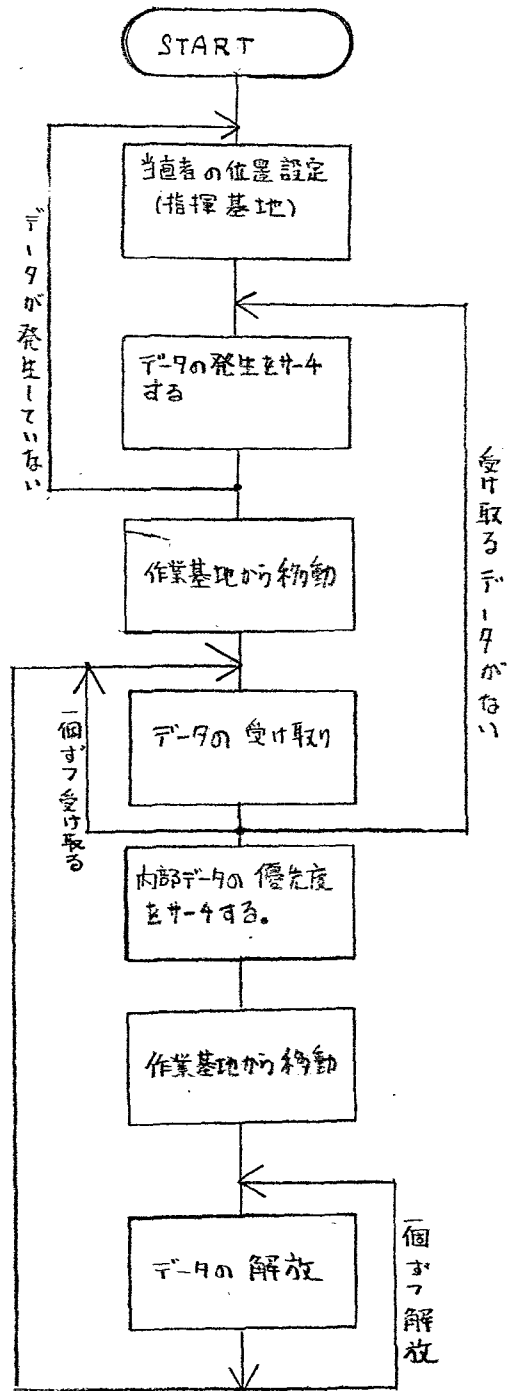 START
当直者の位置設定
(指揮基地)
データが発生していない
データの発生をサーチ
する
作業基地から移動
受け取るデータがない
データの受け取り
一個ずつ受け取る
内部データの優先度
をサーチする。
作業基地から移動
データの解放
一個ずつ解放